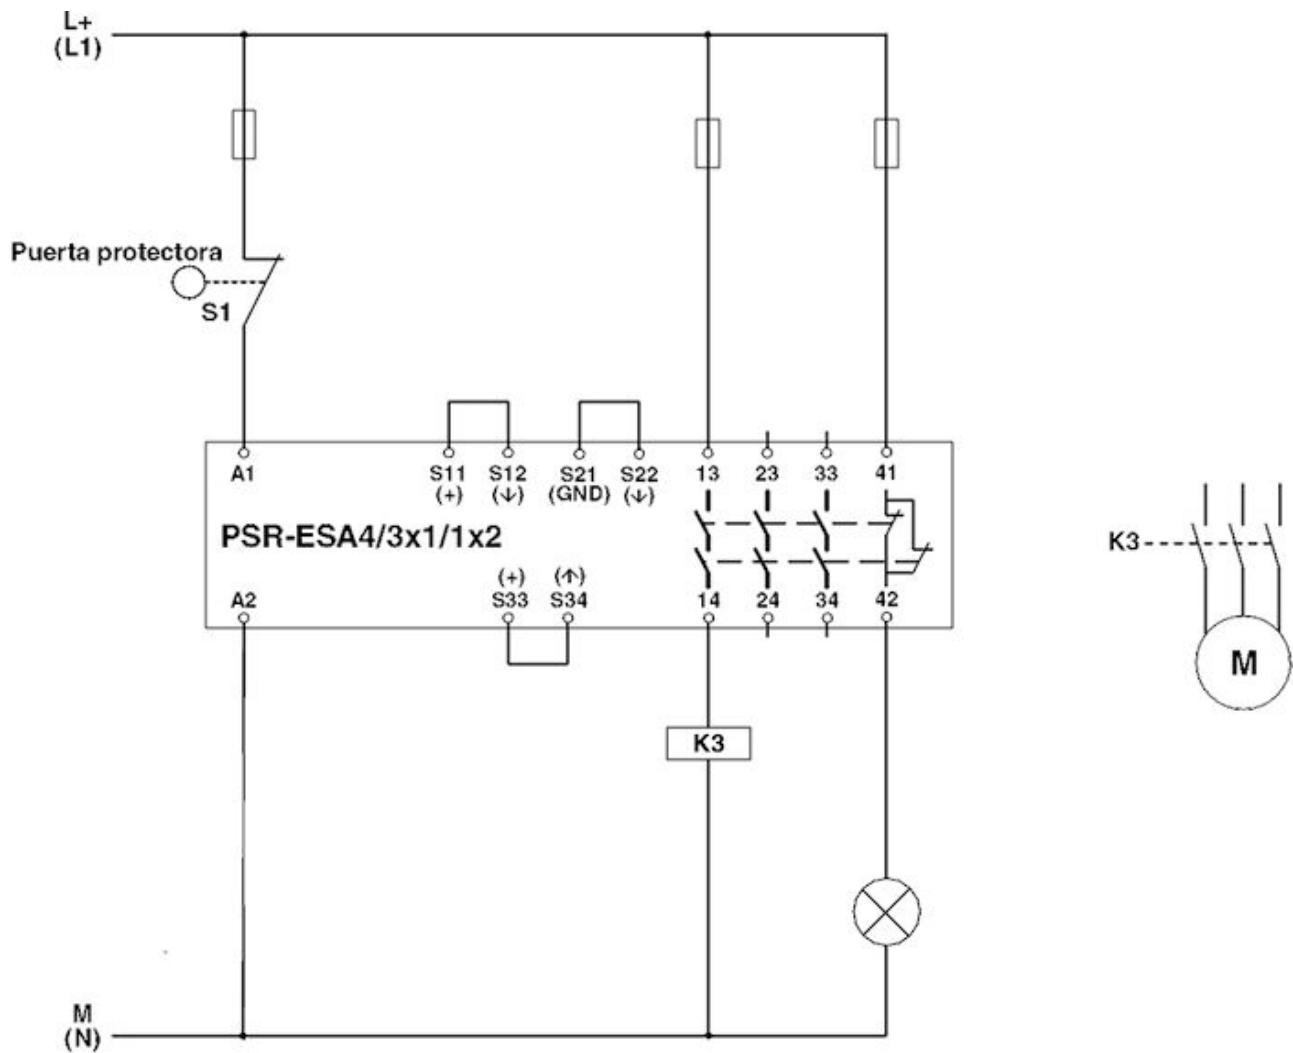 L+
(L1)
Puerta protectora
S1
A1 S11 S12 S21 S22 13 23 33 41
(+) (↓) (GND) (↓)
PSR-ESA4/3x1/1x2
K3
(+) (↑)
A2 S33 S34 14 24 34 42
M
K3
M
(N)